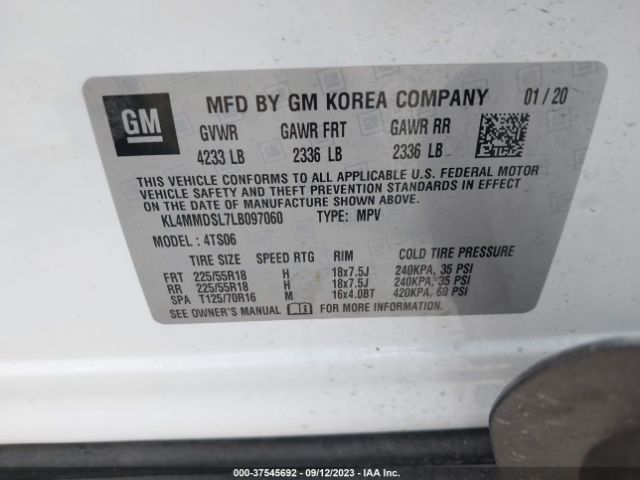 GM
MFD BY GM KOREA COMPANY 01 / 20
GVWR GAWR FRT GAWR RR
4233 LB 2336 LB 2336 LB
THIS VEHICLE CONFORMS TO ALL APPLICABLE U.S. FEDERAL MOTOR
VEHICLE SAFETY AND THEFT PREVENTION STANDARDS IN EFFECT
ON THE DATE OF MANUFACTURE SHOWN ABOVE.
KL4MMDSL7LB097060 TYPE: MPV
MODEL: 4TS06
TIRE SIZE SPEED RTG RIM COLD TIRE PRESSURE
FRT 225/55R18 H 18x7.5J 240KPA, 35 PSI
RR 225/55R18 H 18x7.5J 240KPA, 35 PSI
SPA T125/70R16 M 16x4.0BT 420KPA, 60 PSI
SEE OWNER'S MANUAL FOR MORE INFORMATION
000-37545692 - 09/12/2023 - IAA Inc.